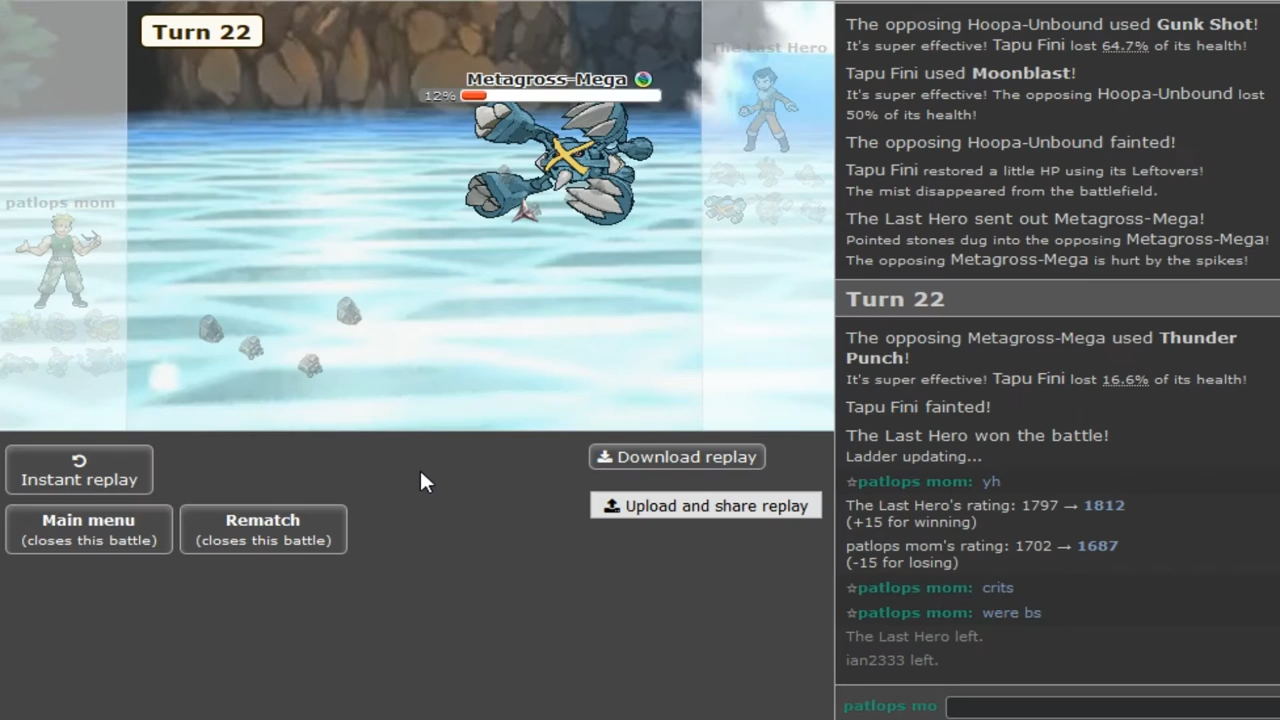 Turn 22
The Last Hero
Metagross-Mega
12%
patlops mom
Instant replay
Download replay
Upload and share replay
Main menu
(closes this battle)
Rematch
(closes this battle)
The opposing Hoopa-Unbound used Gunk Shot!
It's super effective! Tapu Fini lost 64.7% of its health!
Tapu Fini used Moonblast!
It's super effective! The opposing Hoopa-Unbound lost
50% of its health!
The opposing Hoopa-Unbound fainted!
Tapu Fini restored a little HP using its Leftovers!
The mist disappeared from the battlefield.
The Last Hero sent out Metagross-Mega!
Pointed stones dug into the opposing Metagross-Mega!
The opposing Metagross-Mega is hurt by the spikes!
Turn 22
The opposing Metagross-Mega used Thunder
Punch!
It's super effective! Tapu Fini lost 16.6% of its health!
Tapu Fini fainted!
The Last Hero won the battle!
Ladder updating...
☆patlops mom: yh
The Last Hero's rating: 1797 → 1812
(+15 for winning)
patlops mom's rating: 1702 → 1687
(-15 for losing)
☆patlops mom: crits
☆patlops mom: were bs
The Last Hero left.
ian2333 left.
patlops mo